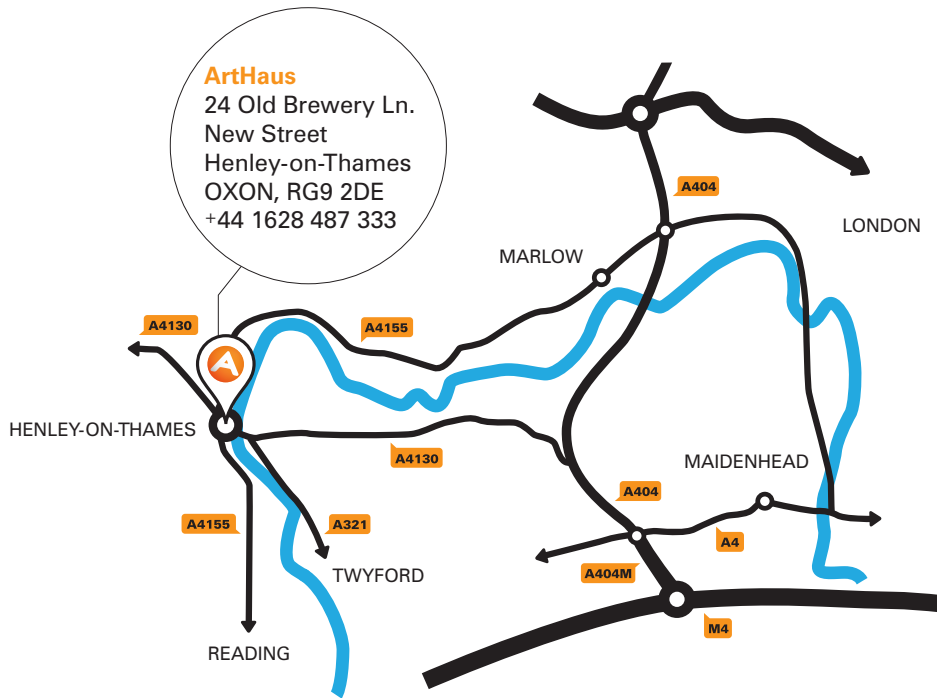 ArtHaus
24 Old Brewery Ln.
New Street
Henley-on-Thames
OXON, RG9 2DE
+44 1628 487 333
A404
LONDON
MARLOW
A4130
A4155
A
HENLEY-ON-THAMES
A4130
MAIDENHEAD
A404
A4155
A321
A4
TWYFORD
A404M
M4
READING